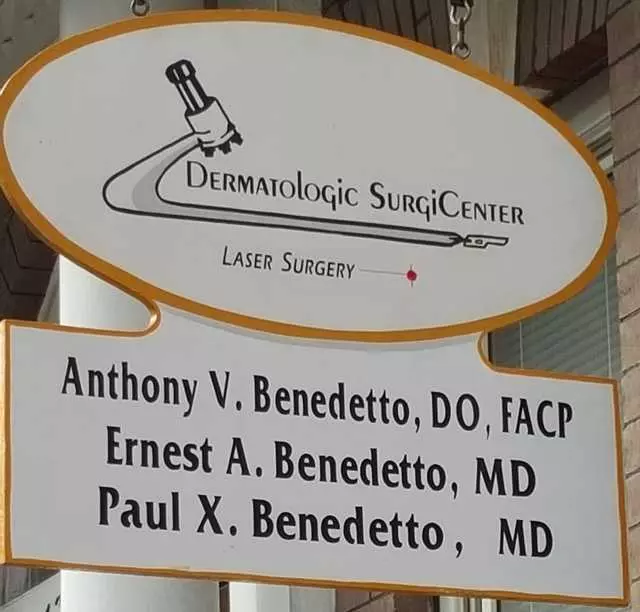 Dermatologic SurgiCenter
Laser Surgery
Anthony V. Benedetto, DO, FACP
Ernest A. Benedetto, MD
Paul X. Benedetto, MD